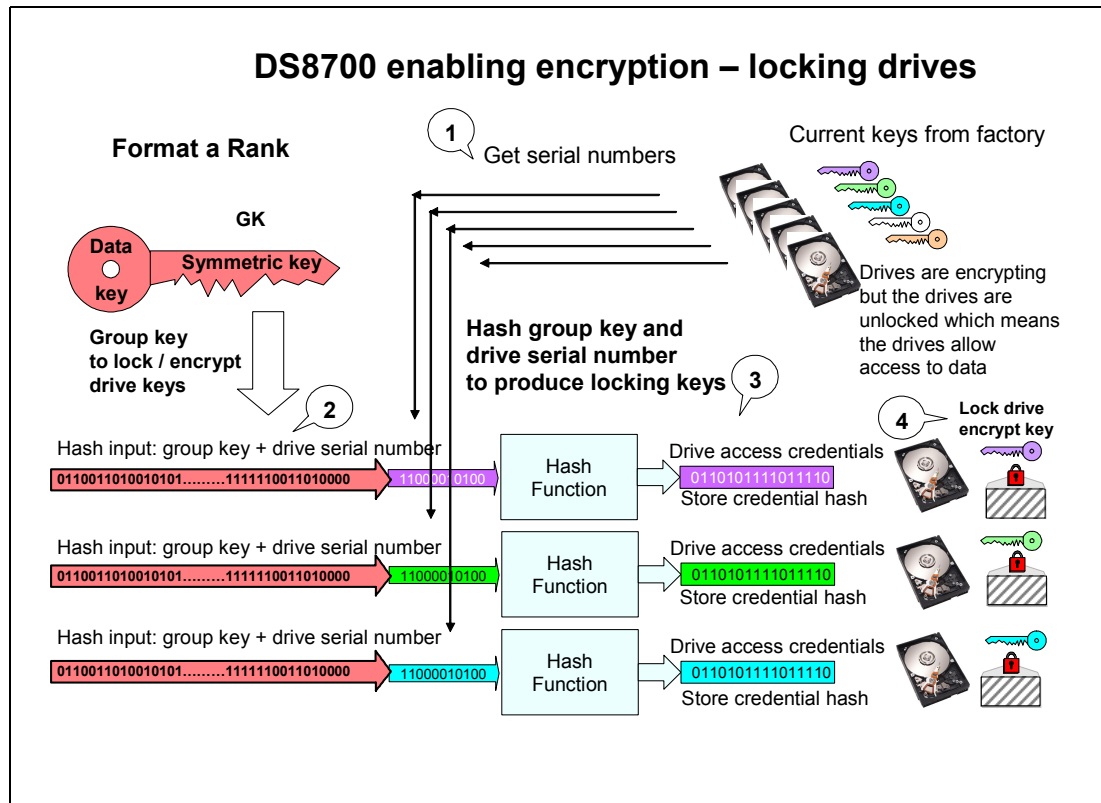 DS8700 enabling encryption – locking drives
Format a Rank
1
Get serial numbers
Current keys from factory
GK
Data
key
Symmetric key
Drives are encrypting
but the drives are
unlocked which means
the drives allow
access to data
Group key
to lock / encrypt
drive keys
Hash group key and
drive serial number
to produce locking keys
2
3
4
Lock drive
encrypt key
Hash input: group key + drive serial number
0110011010010101.........1111110011010000
11000010100
Hash
Function
Drive access credentials
0110101111011110
Store credential hash
Hash input: group key + drive serial number
0110011010010101.........1111110011010000
11000010100
Hash
Function
Drive access credentials
0110101111011110
Store credential hash
Hash input: group key + drive serial number
0110011010010101.........1111110011010000
11000010100
Hash
Function
Drive access credentials
0110101111011110
Store credential hash